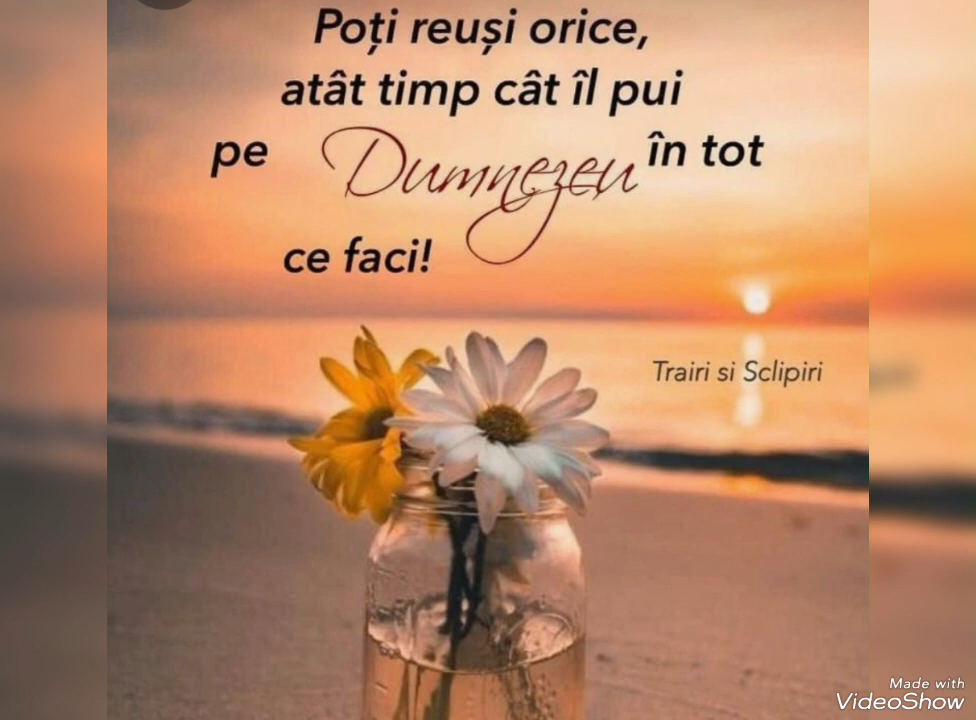 Poți reuși orice,
atât timp cât îl pui
pe Dumnezeu în tot
ce faci!
Trairi si Sclipiri
Made with
VideoShow